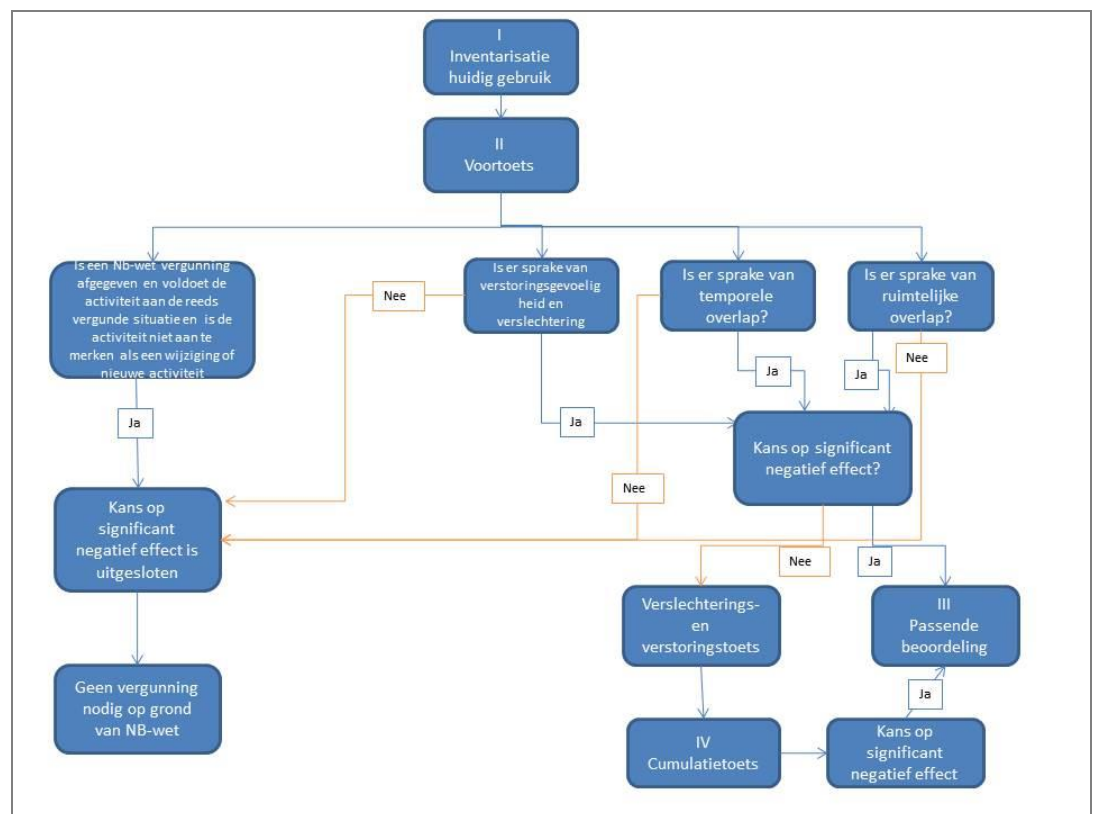 I
Inventarisatie
huidig gebruik
II
Voortoets
Is een Nb-wet vergunning
afgegeven en voldoet de
activiteit aan de reeds
vergunde situatie en is de
activiteit niet aan te
merken als een wijziging of
nieuwe activiteit
Is er sprake van
verstoringsgevoelig
heid en
verslechtering
Is er sprake van
temporele
overlap?
Is er sprake van
ruimtelijke
overlap?
Nee
Nee
Ja
Ja
Ja
Ja
Kans op significant
negatief effect?
Nee
Kans op
significant
negatief effect is
uitgesloten
Nee
Ja
Verslechterings-
en
verstoringstoets
III
Passende
beoordeling
Geen vergunning
nodig op grond
van NB-wet
Ja
IV
Cumulatietoets
Kans op
significant
negatief effect